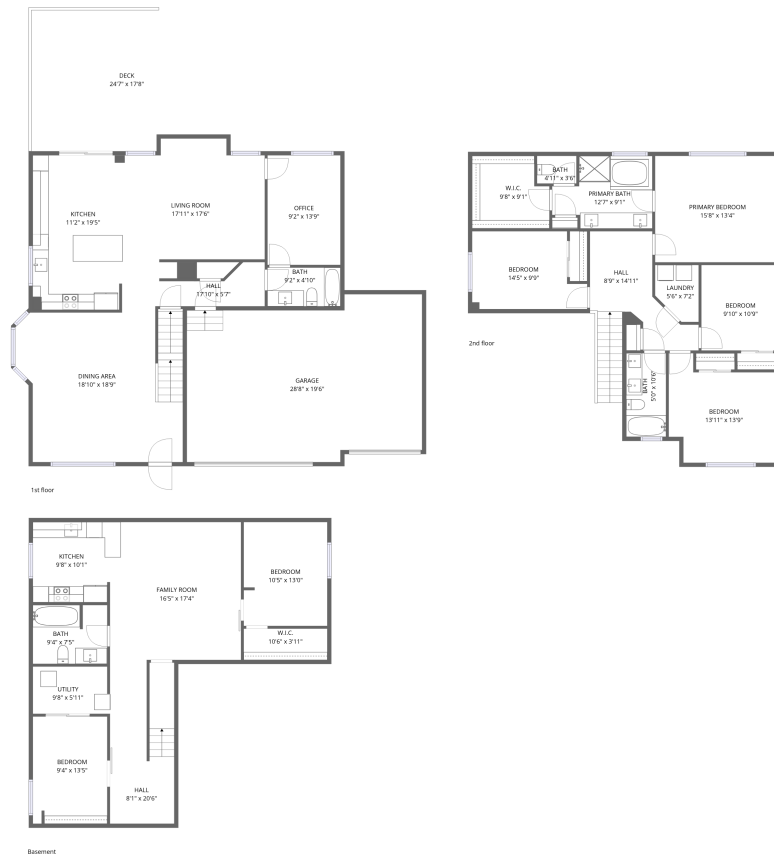 DECK
24'7" x 17'8"
KITCHEN
11'2" x 19'5"
LIVING ROOM
17'11" x 17'6"
OFFICE
9'2" x 13'9"
HALL
17'10" x 5'7"
BATH
9'2" x 4'10"
DINING AREA
18'10" x 18'9"
GARAGE
28'8" x 19'6"
1st floor
W.I.C.
9'8" x 9'1"
BATH
4'11" x 3'6"
PRIMARY BATH
12'7" x 9'1"
PRIMARY BEDROOM
15'8" x 13'4"
BEDROOM
14'5" x 9'9"
HALL
8'9" x 14'11"
LAUNDRY
5'6" x 7'2"
BEDROOM
9'10" x 10'9"
BATH
5'0" x 10'6"
BEDROOM
13'11" x 13'9"
2nd floor
KITCHEN
9'8" x 10'1"
FAMILY ROOM
16'5" x 17'4"
BEDROOM
10'5" x 13'0"
W.I.C.
10'6" x 3'11"
BATH
9'4" x 7'5"
UTILITY
9'8" x 5'11"
BEDROOM
9'4" x 13'5"
HALL
8'1" x 20'6"
Basement